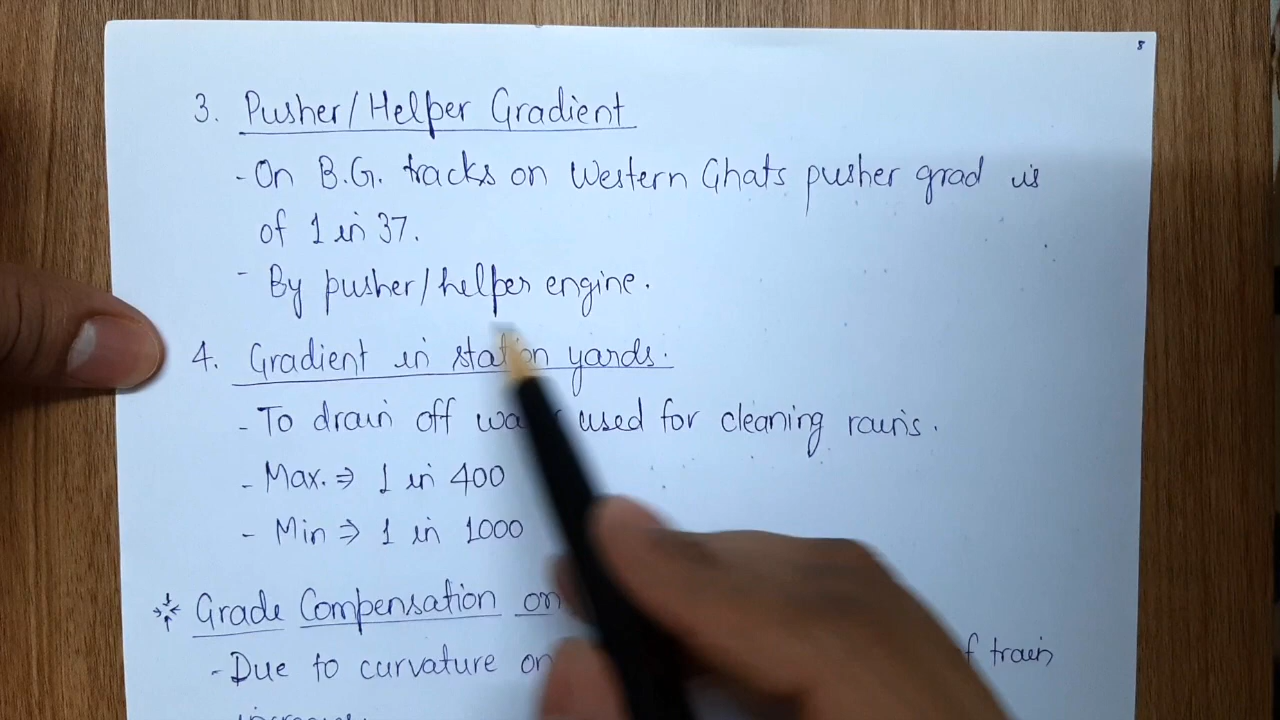 8
3. Pusher/Helper Gradient
- On B.G. tracks on Western Ghats pusher grad is
of 1 in 37.
- By pusher/helper engine.
4. Gradient in station yards.
- To drain off used for cleaning rains.
- Max. ⇒ 1 in 400
- Min ⇒ 1 in 1000
Grade Compensation on
- Due to curvature on of train